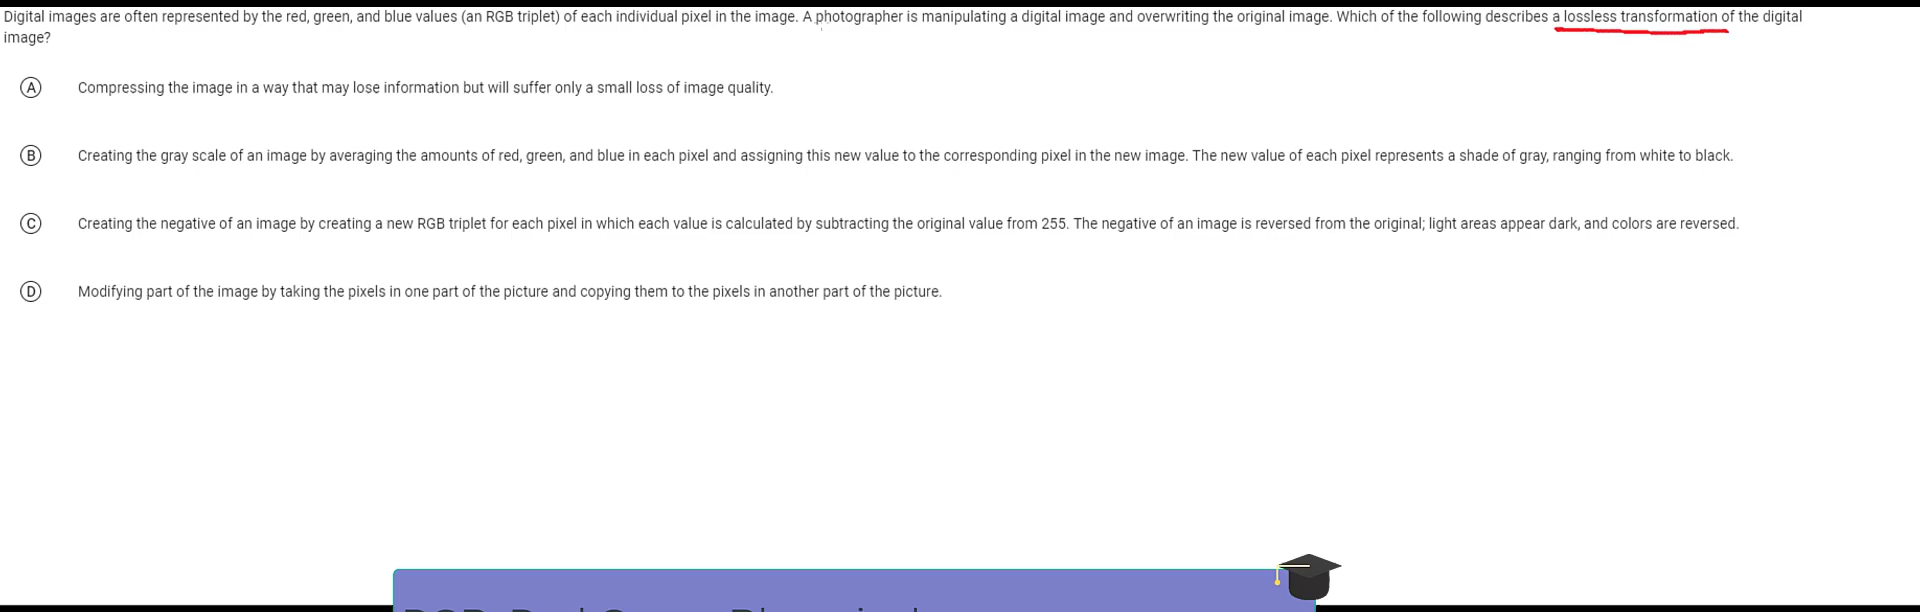 Digital images are often represented by the red, green, and blue values (an RGB triplet) of each individual pixel in the image. A photographer is manipulating a digital image and overwriting the original image. Which of the following describes a lossless transformation of the digital
image?
A Compressing the image in a way that may lose information but will suffer only a small loss of image quality.
B Creating the gray scale of an image by averaging the amounts of red, green, and blue in each pixel and assigning this new value to the corresponding pixel in the new image. The new value of each pixel represents a shade of gray, ranging from white to black.
C Creating the negative of an image by creating a new RGB triplet for each pixel in which each value is calculated by subtracting the original value from 255. The negative of an image is reversed from the original; light areas appear dark, and colors are reversed.
D Modifying part of the image by taking the pixels in one part of the picture and copying them to the pixels in another part of the picture.